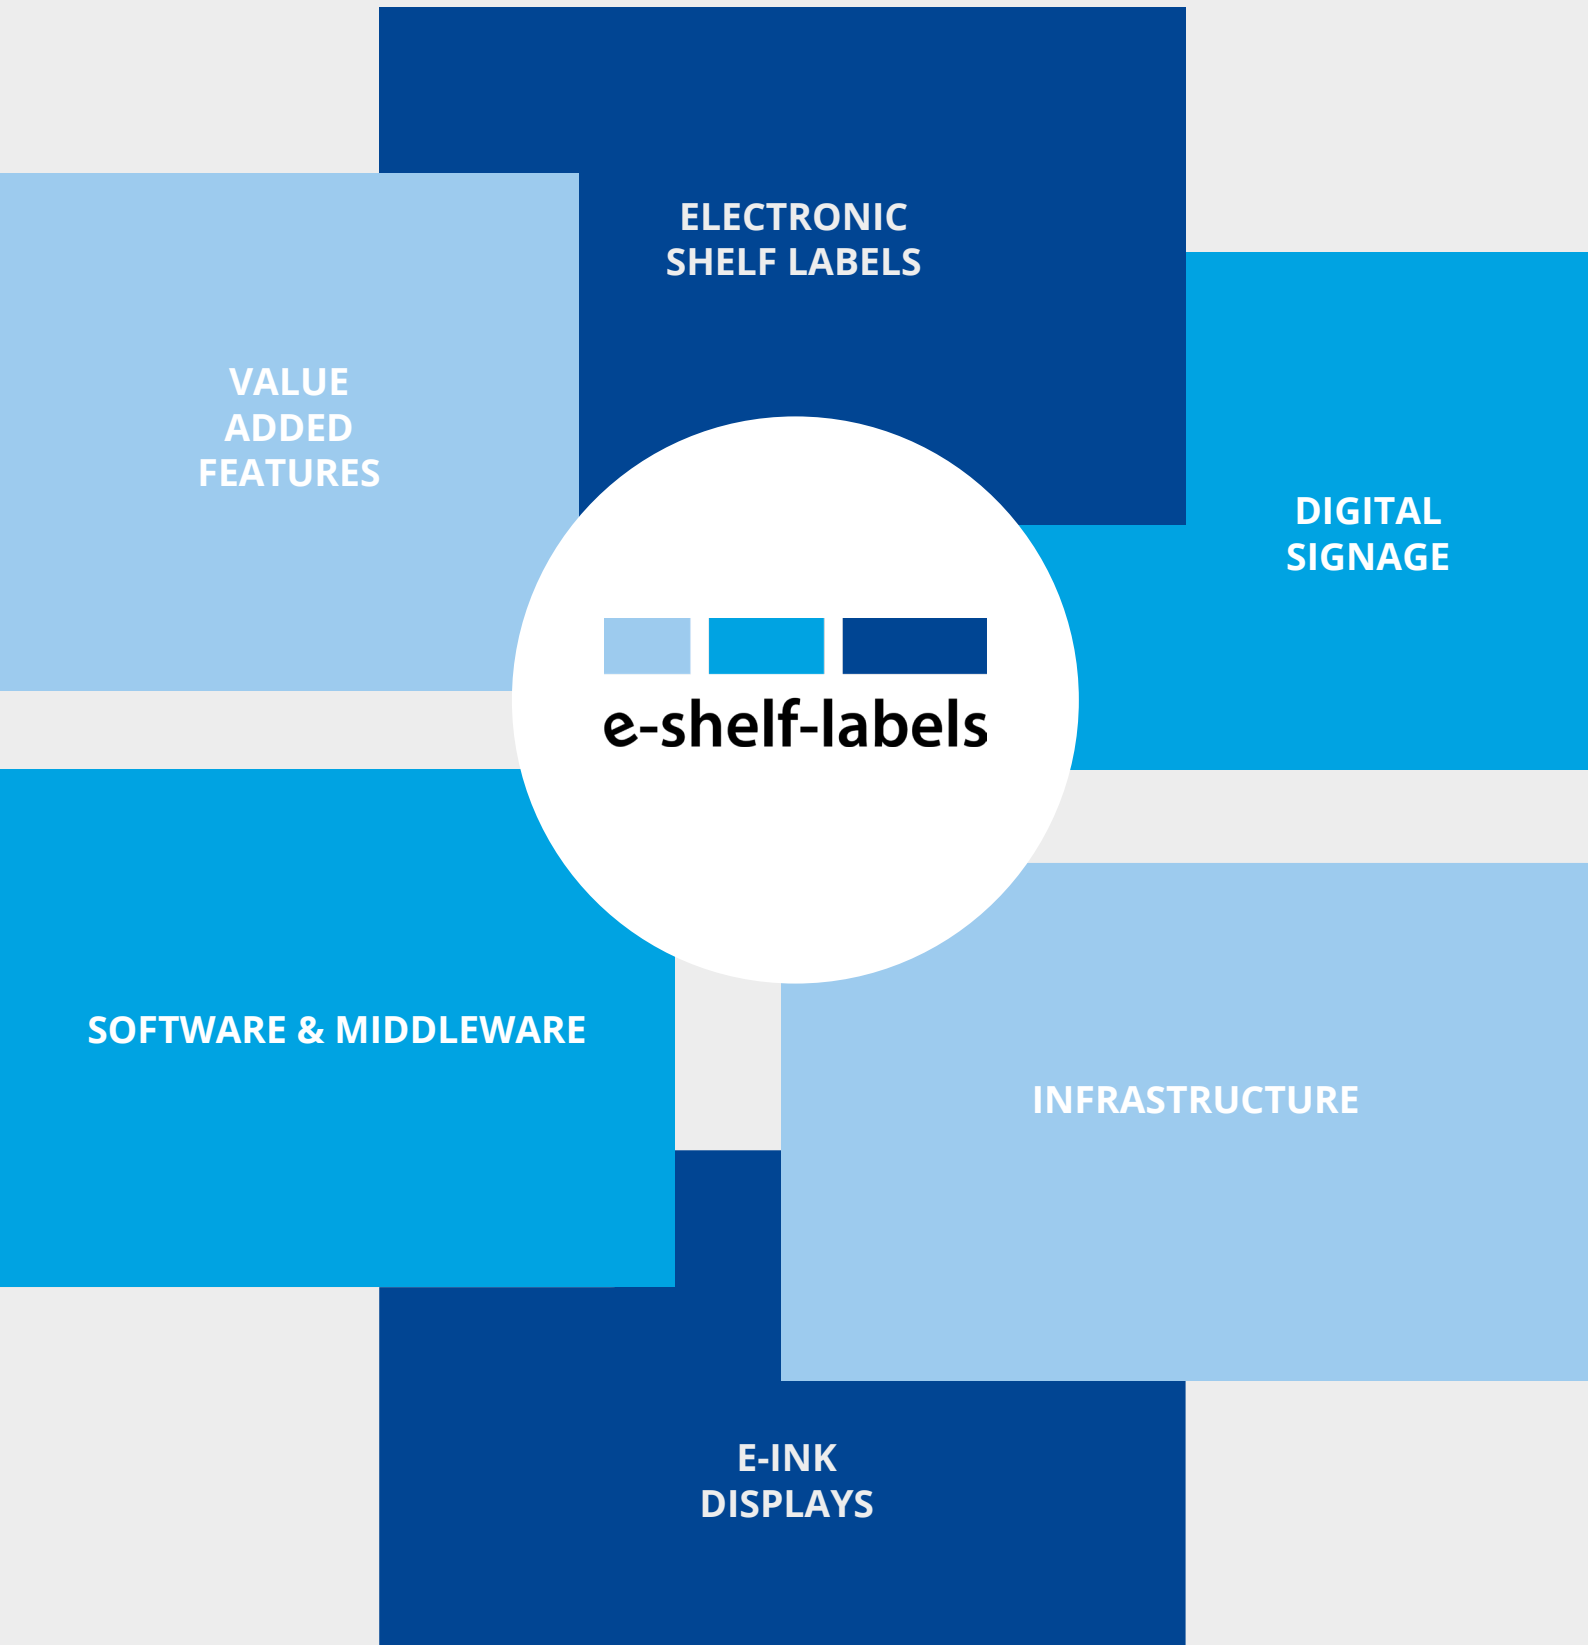 ELECTRONIC
SHELF LABELS
VALUE
ADDED
FEATURES
DIGITAL
SIGNAGE
e-shelf-labels
SOFTWARE & MIDDLEWARE
INFRASTRUCTURE
E-INK
DISPLAYS